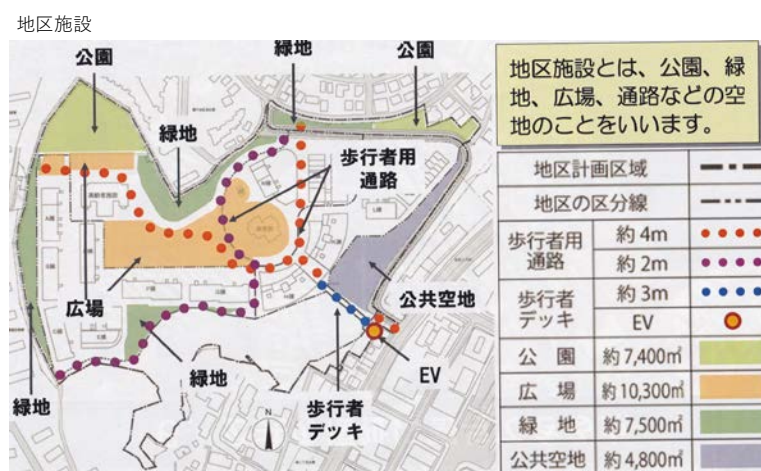 地区施設
公園
緑地
公園
緑地
歩行者用
通路
広場
公共空地
緑地
緑地
歩行者
デッキ
EV
N
地区施設とは、公園、緑
地、広場、通路などの空
地のことをいいます。
地区計画区域
地区の区分線
歩行者用
通路
約4m
約2m
歩行者
デッキ
約3m
EV
公　園 約7,400㎡
広　場 約10,300㎡
緑　地 約7,500㎡
公共空地 約4,800㎡